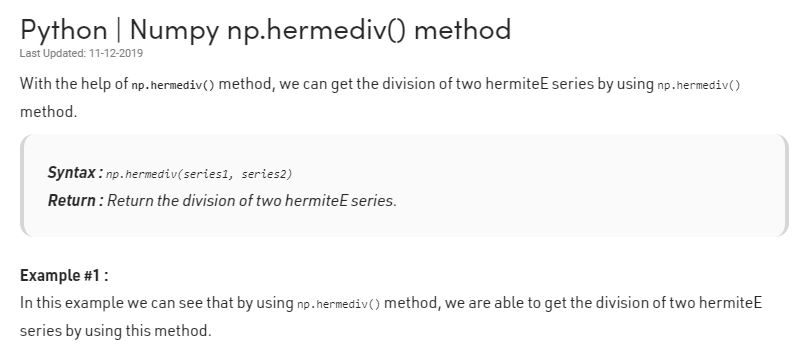 Python | Numpy np.hermediv() method
Last Updated: 11-12-2019
With the help of np.hermediv() method, we can get the division of two hermiteE series by using np.hermediv()
method.
Syntax : np.hermediv(series1, series2)
Return : Return the division of two hermiteE series.
Example #1 :
In this example we can see that by using np.hermediv() method, we are able to get the division of two hermiteE
series by using this method.